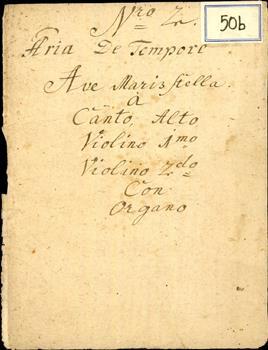 Nro 2.
50b
Aria De Tempore
Ave Maris stella.
à
Canto, Alto
Violino 1mo
Violino 2do
Con
Organo